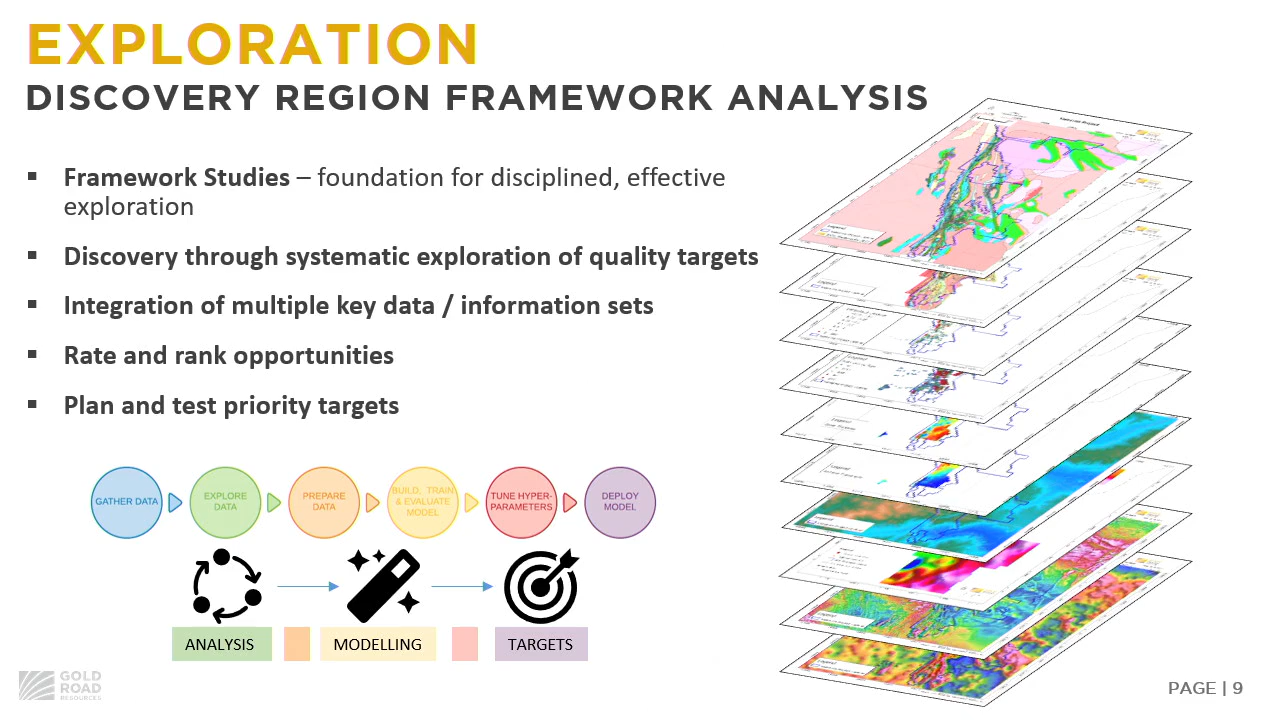 EXPLORATION
DISCOVERY REGION FRAMEWORK ANALYSIS
▪ Framework Studies – foundation for disciplined, effective
exploration
▪ Discovery through systematic exploration of quality targets
▪ Integration of multiple key data / information sets
▪ Rate and rank opportunities
▪ Plan and test priority targets
GATHER DATA
EXPLORE
DATA
PREPARE
DATA
BUILD, TRAIN
& EVALUATE
MODEL
TUNE HYPER-
PARAMETERS
DEPLOY
MODEL
ANALYSIS
MODELLING
TARGETS
GOLD
ROAD
RESOURCES
PAGE | 9